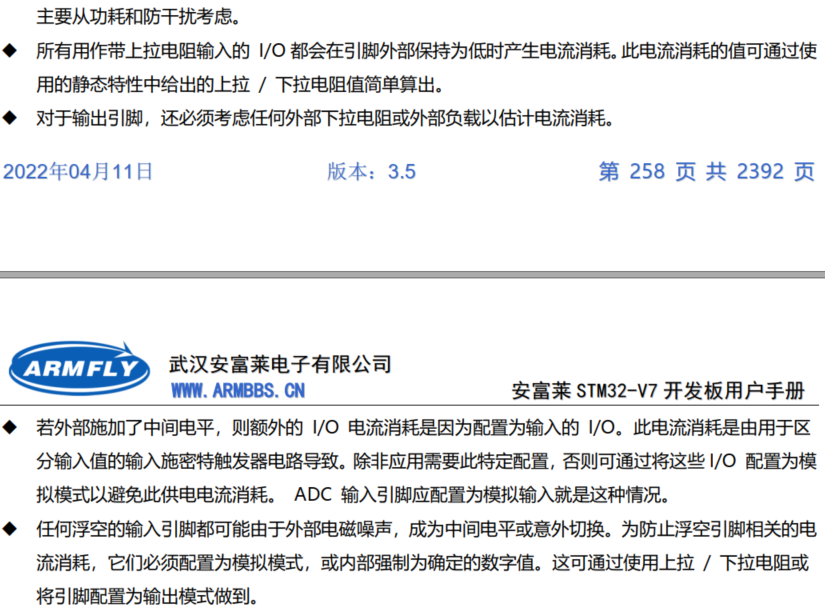 主要从功耗和防干扰考虑。
◆ 所有用作带上拉电阻输入的 I/O 都会在引脚外部保持为低时产生电流消耗。此电流消耗的值可通过使
用的静态特性中给出的上拉 / 下拉电阻值简单算出。
◆ 对于输出引脚，还必须考虑任何外部下拉电阻或外部负载以估计电流消耗。
2022年04月11日 版本：3.5 第 258 页 共 2392 页
ARMFLY 武汉安富莱电子有限公司
WWW.ARMBBS.CN 安富莱 STM32-V7 开发板用户手册
◆ 若外部施加了中间电平，则额外的 I/O 电流消耗是因为配置为输入的 I/O。此电流消耗是由用于区
分输入值的输入施密特触发器电路导致。除非应用需要此特定配置，否则可通过将这些 I/O 配置为模
拟模式以避免此供电电流消耗。 ADC 输入引脚应配置为模拟输入就是这种情况。
◆ 任何浮空的输入引脚都可能由于外部电磁噪声，成为中间电平或意外切换。为防止浮空引脚相关的电
流消耗，它们必须配置为模拟模式，或内部强制为确定的数字值。这可通过使用上拉 / 下拉电阻或
将引脚配置为输出模式做到。